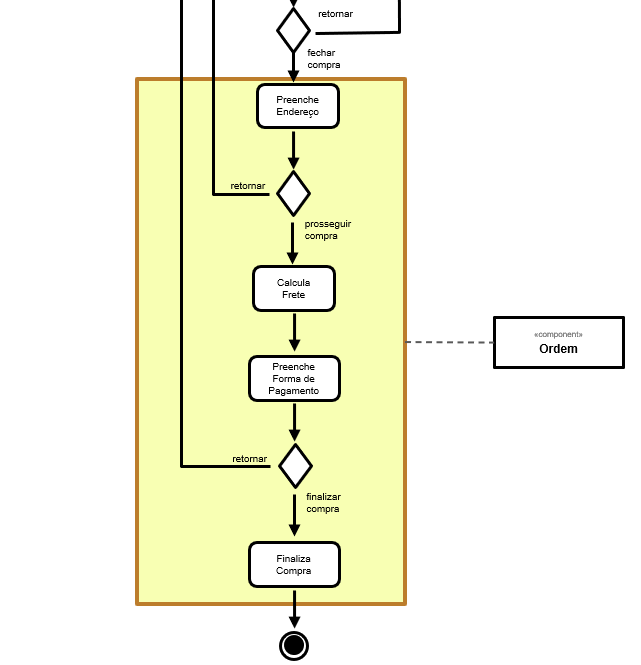 retornar
fechar
compra
Preenche
Endereço
retornar
prosseguir
compra
Calcula
Frete
«component»
Ordem
Preenche
Forma de
Pagamento
retornar
finalizar
compra
Finaliza
Compra